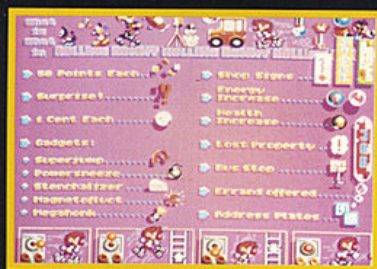 50 Points Each
Surprise!
1 Cent Each
Gadgets:
Superjump
Powersneeze
Stenchalizer
Magnetofluct
Megahonk
Shop Signs
Energy
Increase
Health
Increase
Lost Property
Bus Stop
Errand offered
Address Plates